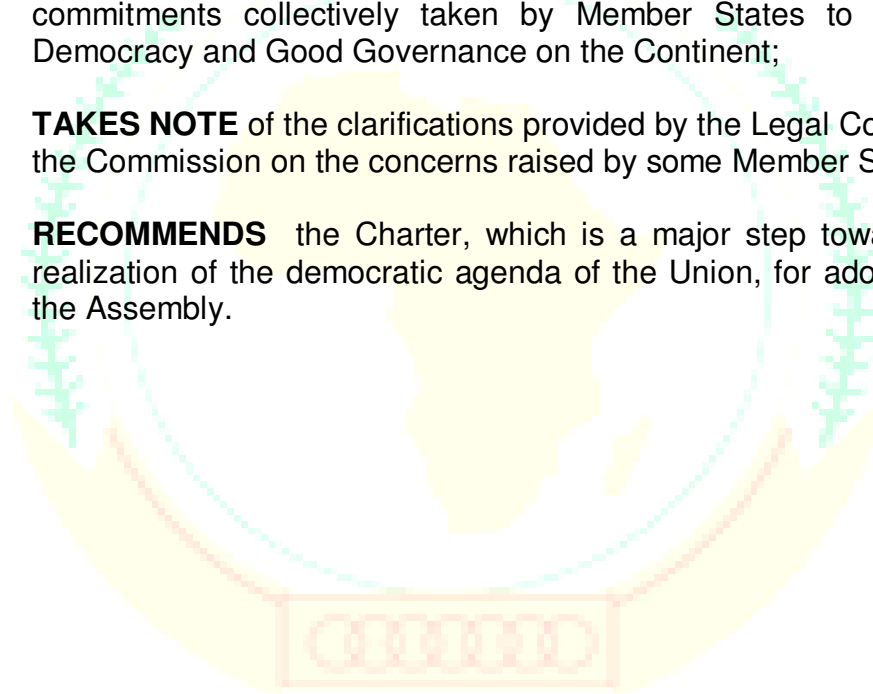 commitments collectively taken by Member States to
Democracy and Good Governance on the Continent;
TAKES NOTE of the clarifications provided by the Legal Co
the Commission on the concerns raised by some Member S
RECOMMENDS the Charter, which is a major step towa
realization of the democratic agenda of the Union, for ado
the Assembly.